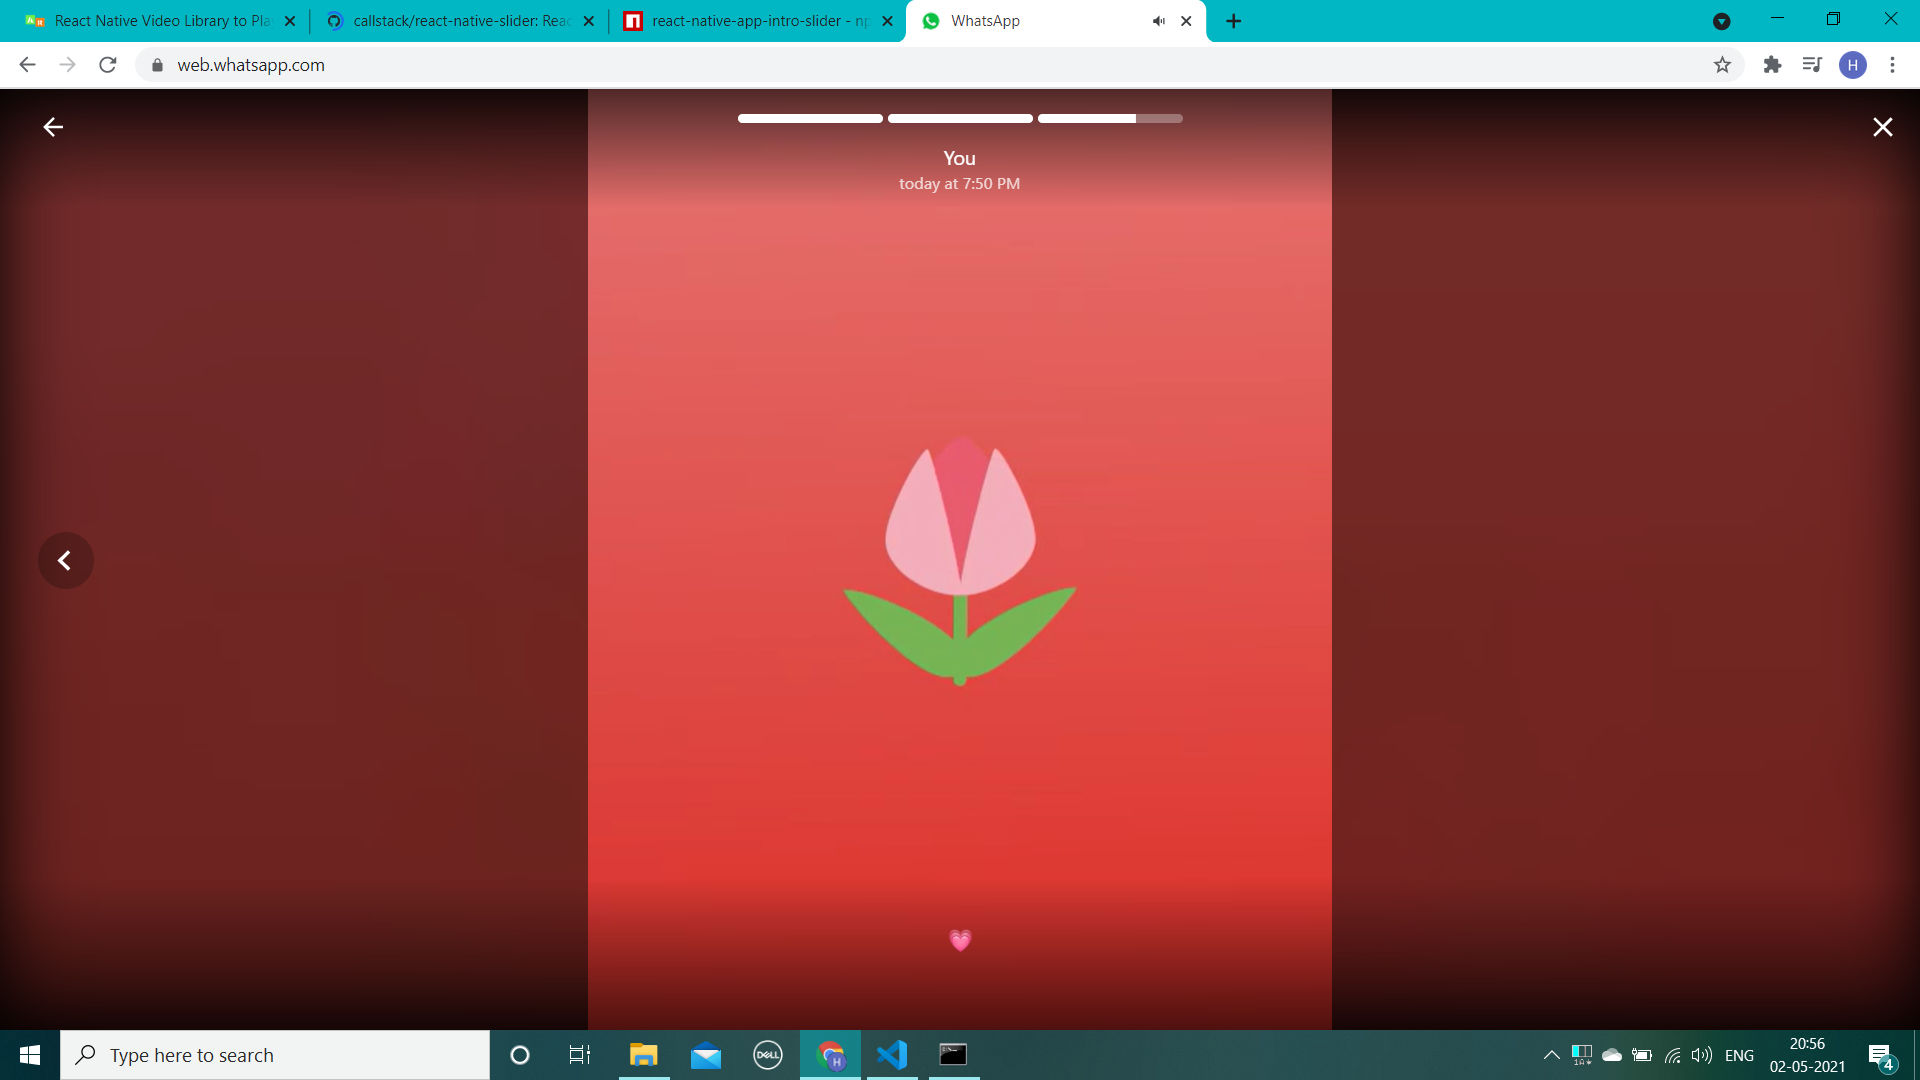 React Native Video Library to Pla
callstack/react-native-slider: Reac
react-native-app-intro-slider - np
WhatsApp
web.whatsapp.com
H
You
today at 7:50 PM
Type here to search
DELL
H
ENG
20:56
02-05-2021
4